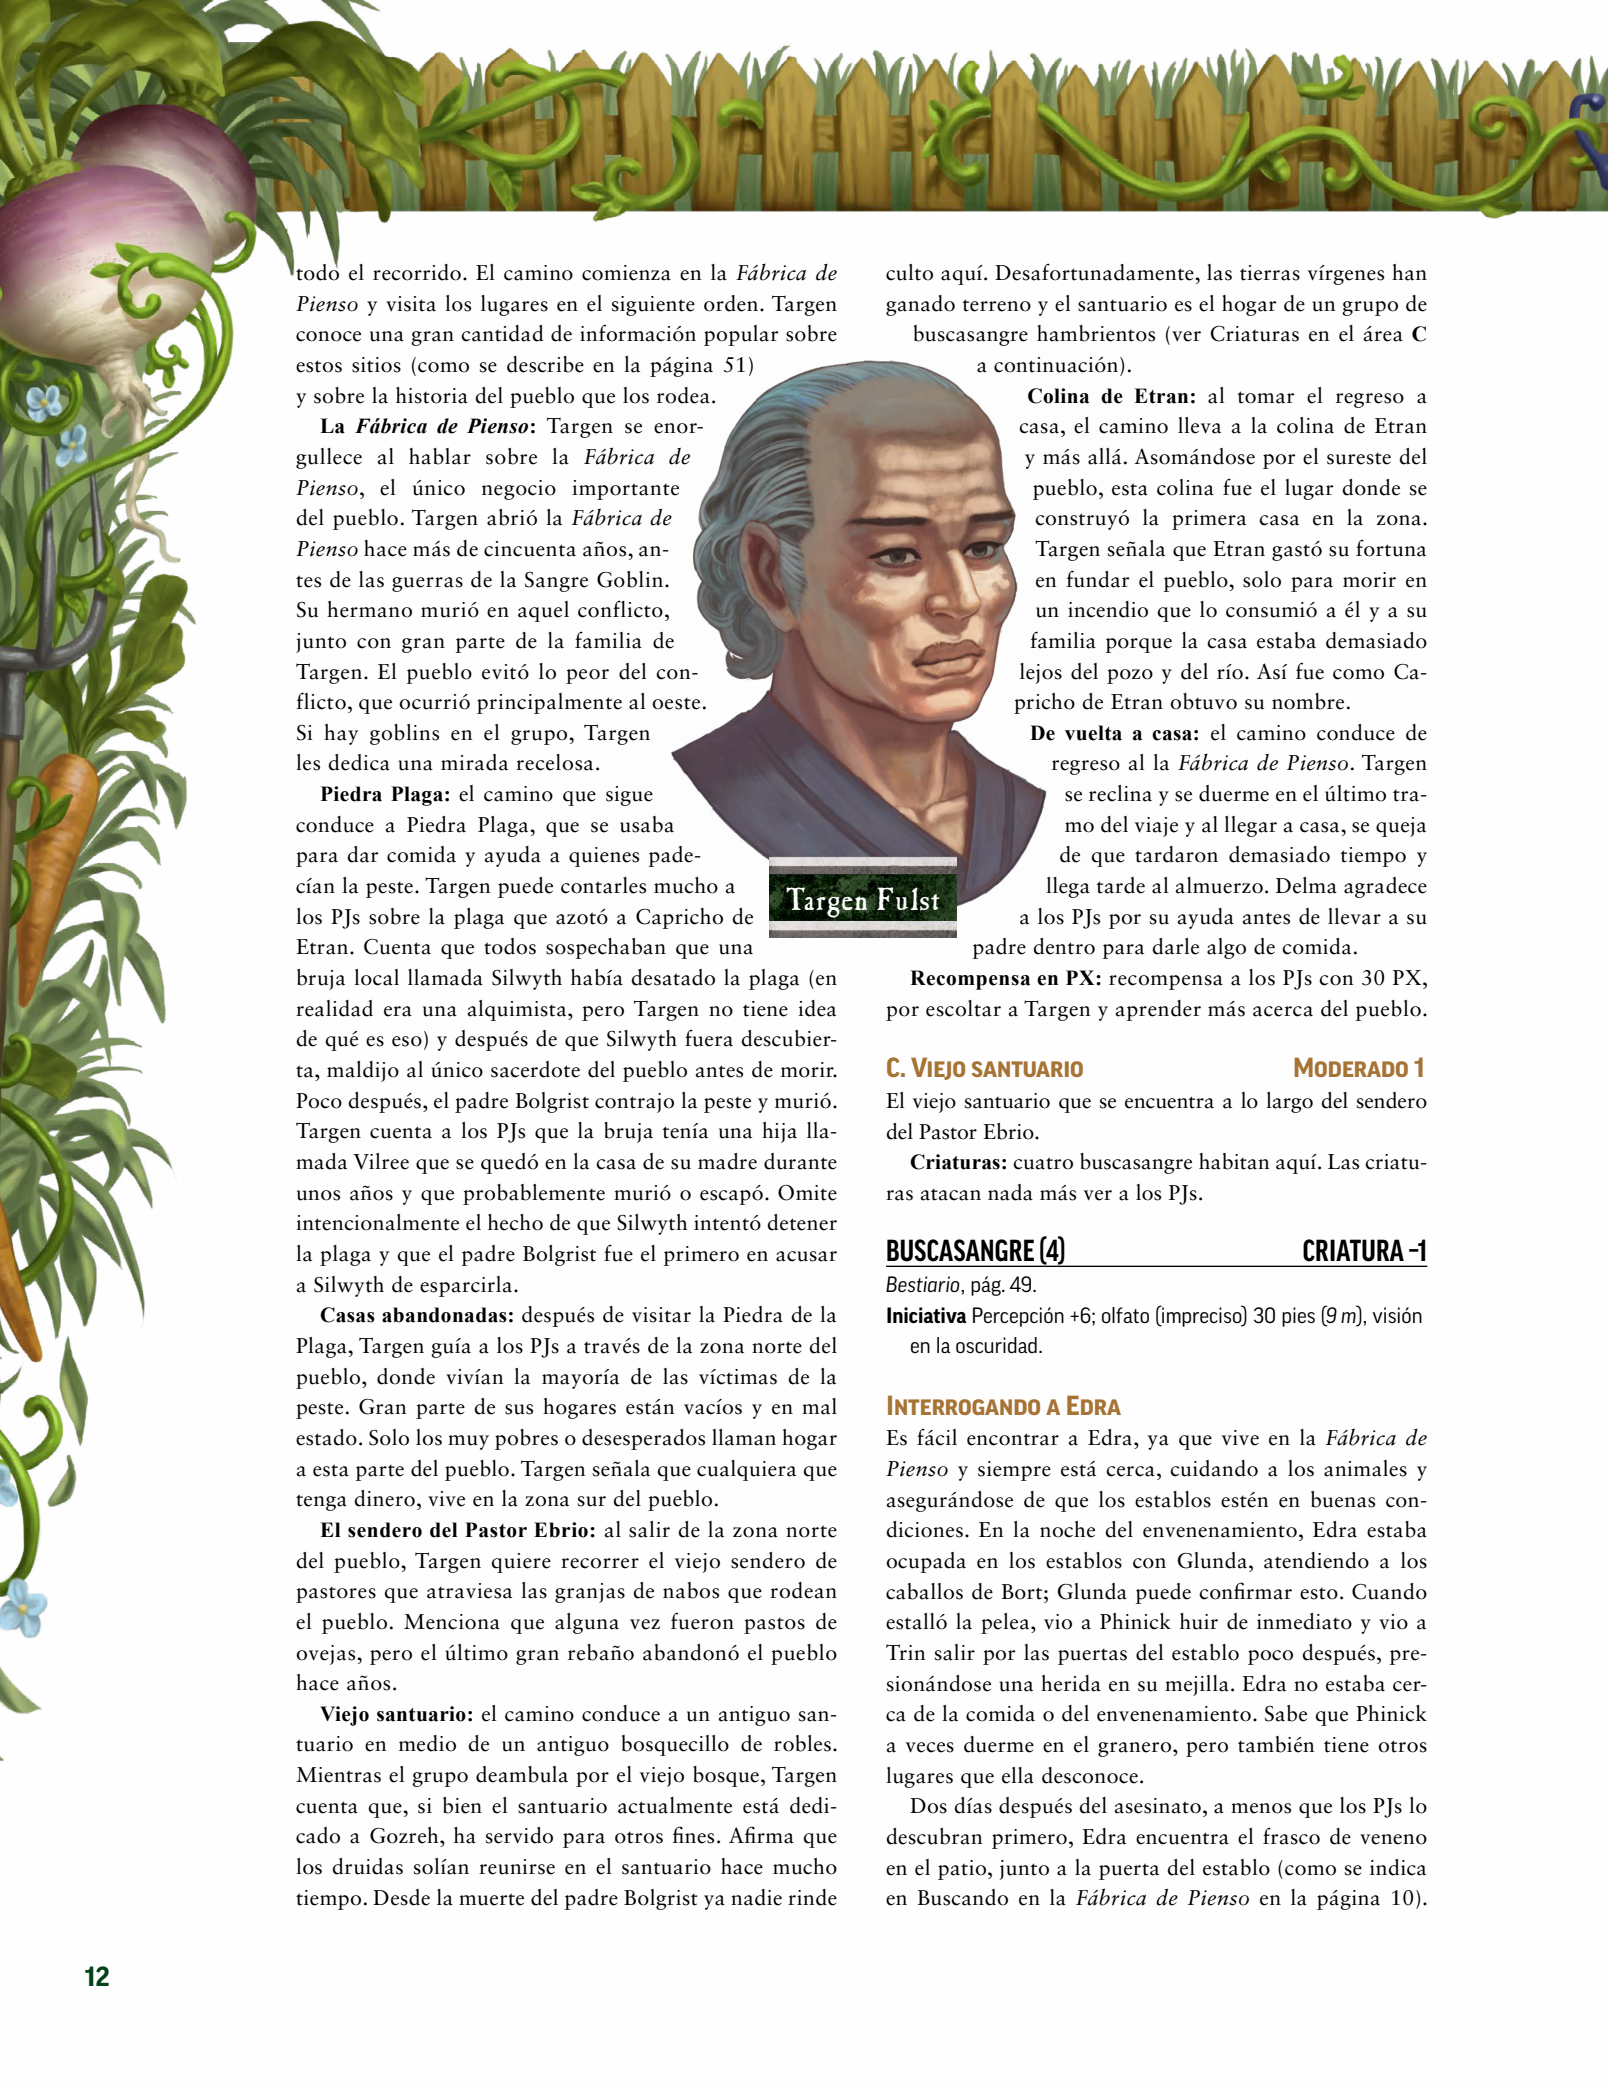 todo el recorrido. El camino comienza en la Fábrica de
Pienso y visita los lugares en el siguiente orden. Targen
conoce una gran cantidad de información popular sobre
estos sitios (como se describe en la página 51)
y sobre la historia del pueblo que los rodea.
La Fábrica de Pienso: Targen se enor-
gullece al hablar sobre la Fábrica de
Pienso, el único negocio importante
del pueblo. Targen abrió la Fábrica de
Pienso hace más de cincuenta años, an-
tes de las guerras de la Sangre Goblin.
Su hermano murió en aquel conflicto,
junto con gran parte de la familia de
Targen. El pueblo evitó lo peor del con-
flicto, que ocurrió principalmente al oeste.
Si hay goblins en el grupo, Targen
les dedica una mirada recelosa.
Piedra Plaga: el camino que sigue
conduce a Piedra Plaga, que se usaba
para dar comida y ayuda a quienes pade-
cían la peste. Targen puede contarles mucho a
los PJs sobre la plaga que azotó a Capricho de
Etran. Cuenta que todos sospechaban que una
bruja local llamada Silwyth había desatado la plaga (en
realidad era una alquimista, pero Targen no tiene idea
de qué es eso) y después de que Silwyth fuera descubier-
ta, maldijo al único sacerdote del pueblo antes de morir.
Poco después, el padre Bolgrist contrajo la peste y murió.
Targen cuenta a los PJs que la bruja tenía una hija lla-
mada Vilree que se quedó en la casa de su madre durante
unos años y que probablemente murió o escapó. Omite
intencionalmente el hecho de que Silwyth intentó detener
la plaga y que el padre Bolgrist fue el primero en acusar
a Silwyth de esparcirla.
Casas abandonadas: después de visitar la Piedra de la
Plaga, Targen guía a los PJs a través de la zona norte del
pueblo, donde vivían la mayoría de las víctimas de la
peste. Gran parte de sus hogares están vacíos y en mal
estado. Solo los muy pobres o desesperados llaman hogar
a esta parte del pueblo. Targen señala que cualquiera que
tenga dinero, vive en la zona sur del pueblo.
El sendero del Pastor Ebrio: al salir de la zona norte
del pueblo, Targen quiere recorrer el viejo sendero de
pastores que atraviesa las granjas de nabos que rodean
el pueblo. Menciona que alguna vez fueron pastos de
ovejas, pero el último gran rebaño abandonó el pueblo
hace años.
Viejo santuario: el camino conduce a un antiguo san-
tuario en medio de un antiguo bosquecillo de robles.
Mientras el grupo deambula por el viejo bosque, Targen
cuenta que, si bien el santuario actualmente está dedi-
cado a Gozreh, ha servido para otros fines. Afirma que
los druidas solían reunirse en el santuario hace mucho
tiempo. Desde la muerte del padre Bolgrist ya nadie rinde
culto aquí. Desafortunadamente, las tierras vírgenes han
ganado terreno y el santuario es el hogar de un grupo de
buscasangre hambrientos (ver Criaturas en el área C
a continuación).
Colina de Etran: al tomar el regreso a
casa, el camino lleva a la colina de Etran
y más allá. Asomándose por el sureste del
pueblo, esta colina fue el lugar donde se
construyó la primera casa en la zona.
Targen señala que Etran gastó su fortuna
en fundar el pueblo, solo para morir en
un incendio que lo consumió a él y a su
familia porque la casa estaba demasiado
lejos del pozo y del río. Así fue como Ca-
pricho de Etran obtuvo su nombre.
De vuelta a casa: el camino conduce de
regreso al la Fábrica de Pienso. Targen
se reclina y se duerme en el último tra-
mo del viaje y al llegar a casa, se queja
de que tardaron demasiado tiempo y
llega tarde al almuerzo. Delma agradece
a los PJs por su ayuda antes de llevar a su
padre dentro para darle algo de comida.
Recompensa en PX: recompensa a los PJs con 30 PX,
por escoltar a Targen y aprender más acerca del pueblo.
Targen Fulst
C. Viejo santuario Moderado 1
El viejo santuario que se encuentra a lo largo del sendero
del Pastor Ebrio.
Criaturas: cuatro buscasangre habitan aquí. Las criatu-
ras atacan nada más ver a los PJs.
BUSCASANGRE (4) CRIATURA –1
Bestiario, pág. 49.
Iniciativa Percepción +6; olfato (impreciso) 30 pies (9 m), visión
en la oscuridad.
Interrogando a Edra
Es fácil encontrar a Edra, ya que vive en la Fábrica de
Pienso y siempre está cerca, cuidando a los animales y
asegurándose de que los establos estén en buenas con-
diciones. En la noche del envenenamiento, Edra estaba
ocupada en los establos con Glunda, atendiendo a los
caballos de Bort; Glunda puede confirmar esto. Cuando
estalló la pelea, vio a Phinick huir de inmediato y vio a
Trin salir por las puertas del establo poco después, pre-
sionándose una herida en su mejilla. Edra no estaba cer-
ca de la comida o del envenenamiento. Sabe que Phinick
a veces duerme en el granero, pero también tiene otros
lugares que ella desconoce.
Dos días después del asesinato, a menos que los PJs lo
descubran primero, Edra encuentra el frasco de veneno
en el patio, junto a la puerta del establo (como se indica
en Buscando en la Fábrica de Pienso en la página 10).
12